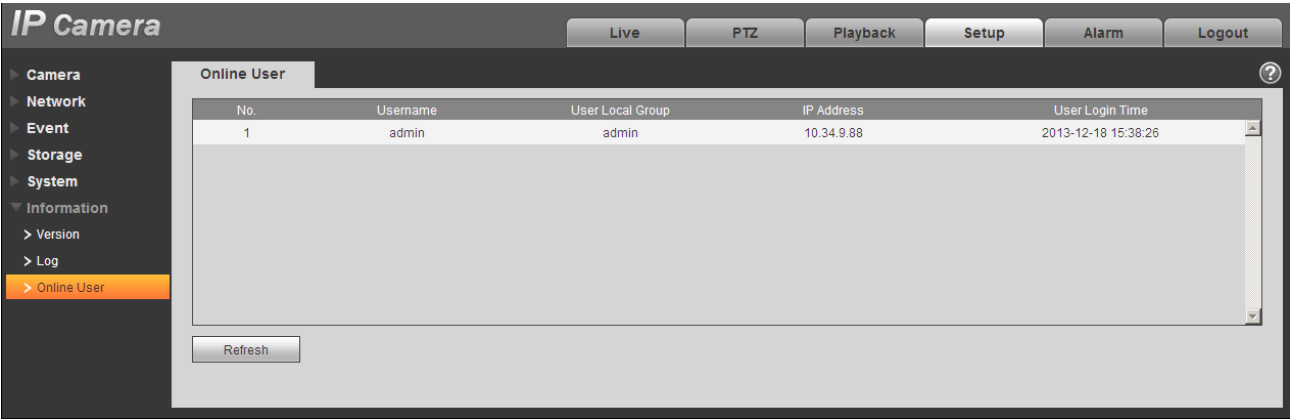 IP Camera
Live PTZ Playback Setup Alarm Logout
Camera
Network
Event
Storage
System
Information
> Version
> Log
> Online User
Online User
?
No. Username User Local Group IP Address User Login Time
1 admin admin 10.34.9.88 2013-12-18 15:38:26
Refresh